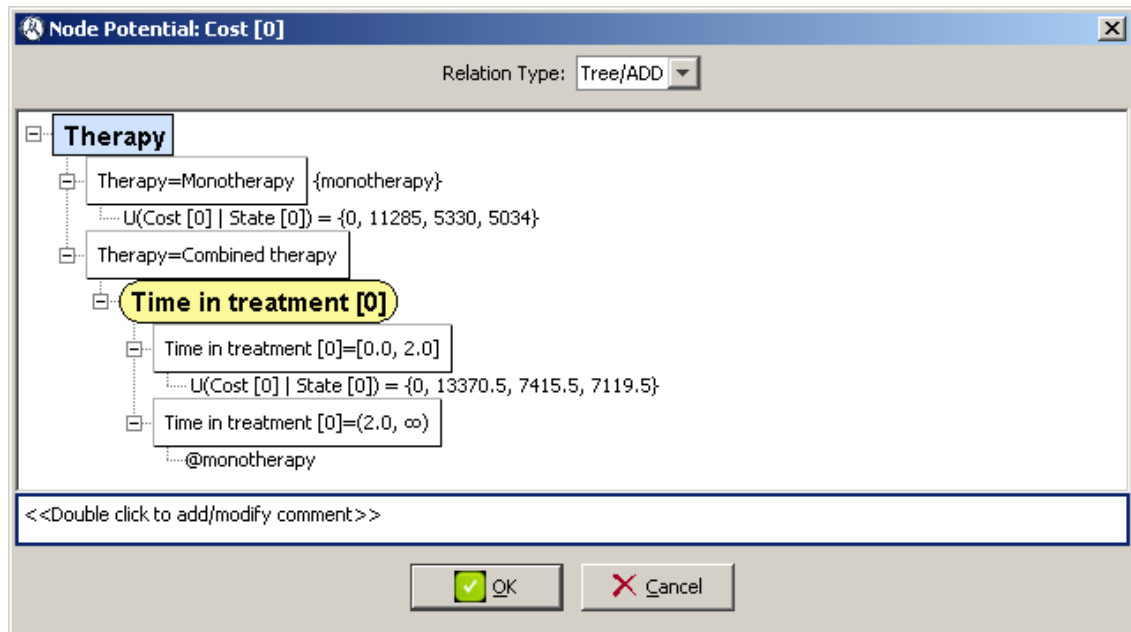 Node Potential: Cost [0]
Relation Type: Tree/ADD
Therapy
Therapy=Monotherapy {monotherapy}
U(Cost [0] | State [0]) = {0, 11285, 5330, 5034}
Therapy=Combined therapy
Time in treatment [0]
Time in treatment [0]=[0.0, 2.0]
U(Cost [0] | State [0]) = {0, 13370.5, 7415.5, 7119.5}
Time in treatment [0]=(2.0, ∞)
@monotherapy
<<Double click to add/modify comment>>
OK Cancel